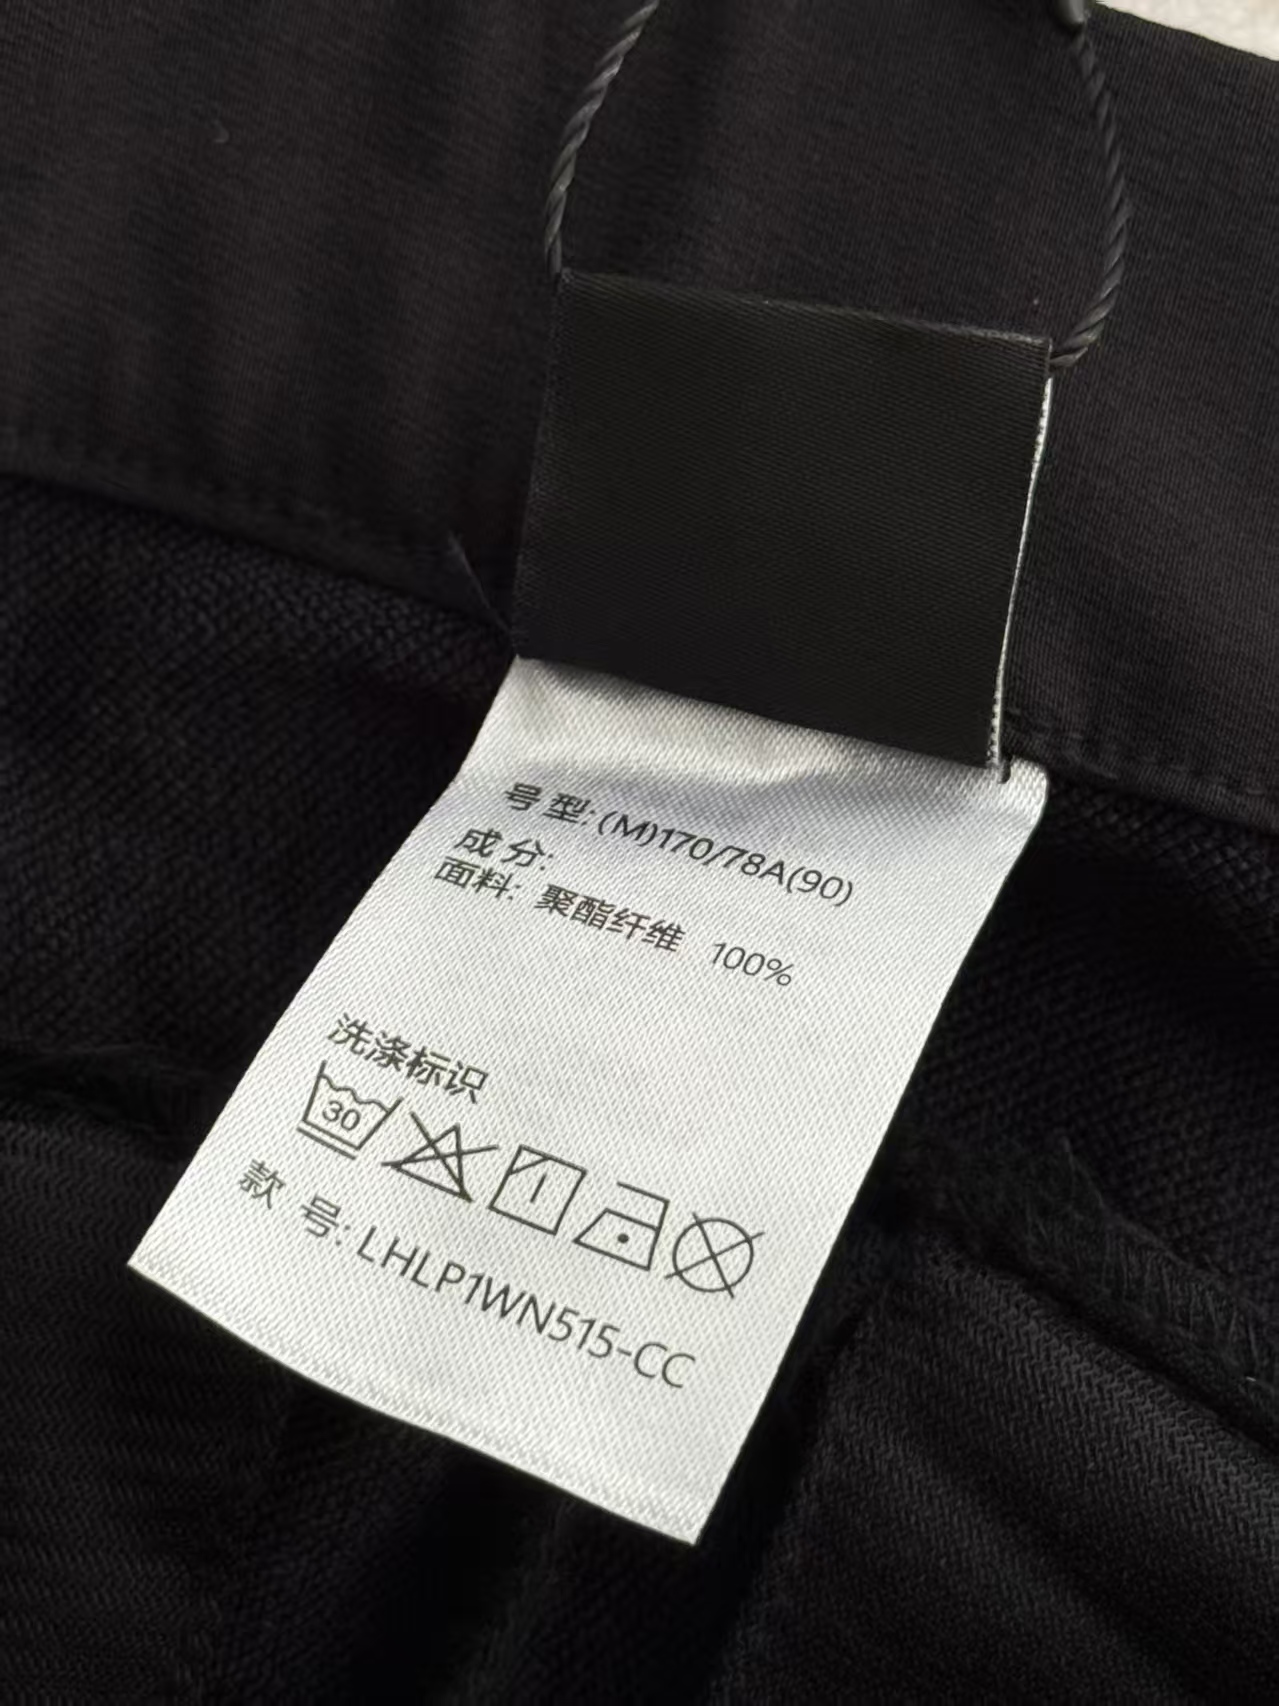 号型: (M)170/78A(90)
成分:
面料: 聚酯纤维 100%
洗涤标识
30
款号: LHLP1WN515-CC